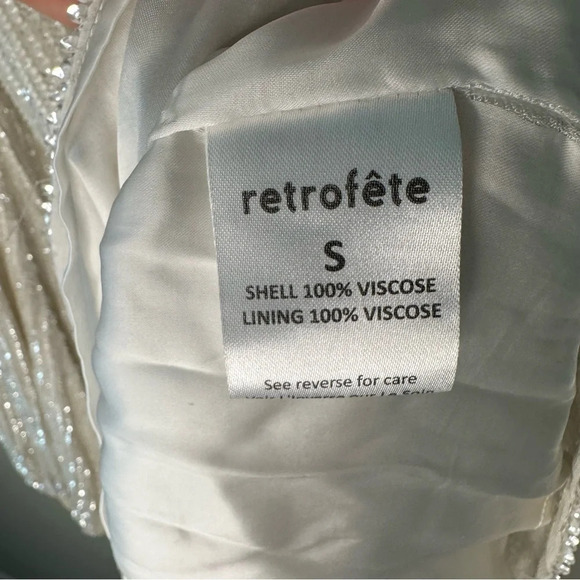 retrofête
S
SHELL 100% VISCOSE
LINING 100% VISCOSE
See reverse for care